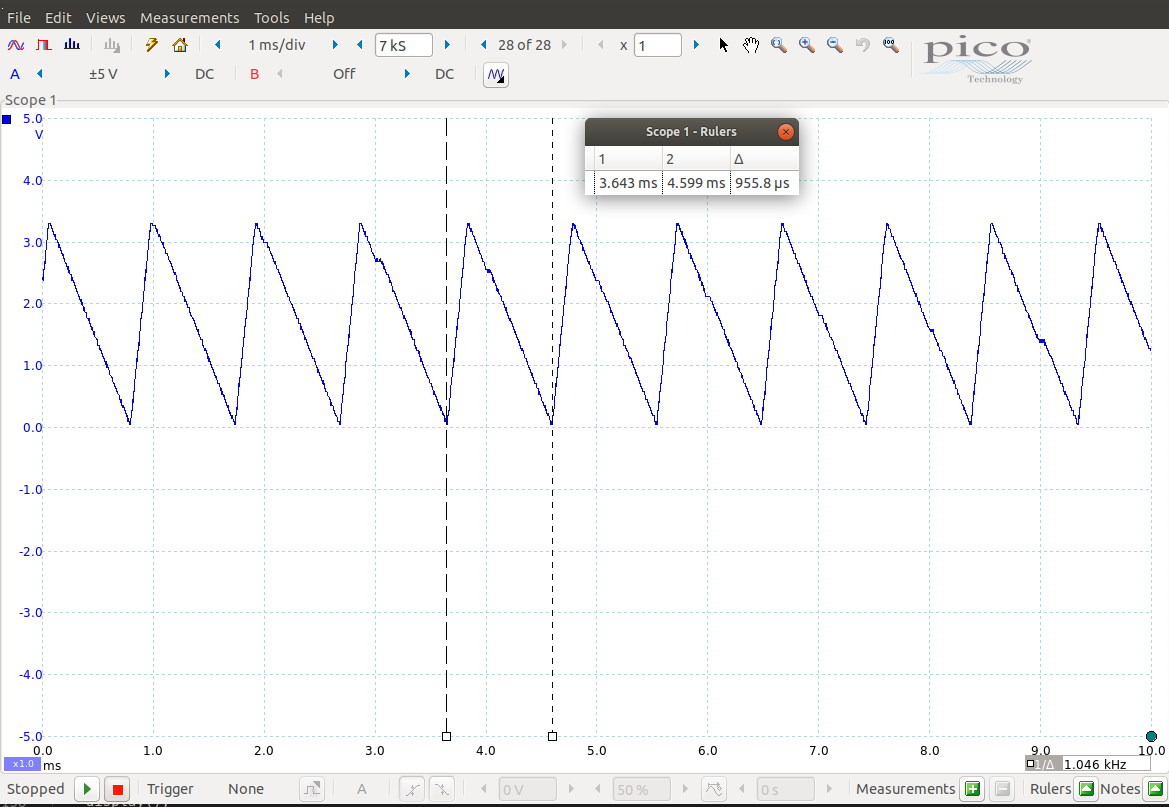 File Edit Views Measurements Tools Help
1 ms/div 7 kS 28 of 28 x 1 pico
Technology
A ±5 V DC B Off DC
Scope 1
5.0
V
4.0
3.0
2.0
1.0
0.0
-1.0
-2.0
-3.0
-4.0
-5.0
Scope 1 - Rulers
1 2 Δ
3.643 ms 4.599 ms 955.8 µs
0.0 1.0 2.0 3.0 4.0 5.0 6.0 7.0 8.0 9.0 10.0
x1.0 ms 1/Δ 1.046 kHz
Stopped Trigger None A 0 V 50 % 0 s Measurements Rulers Notes